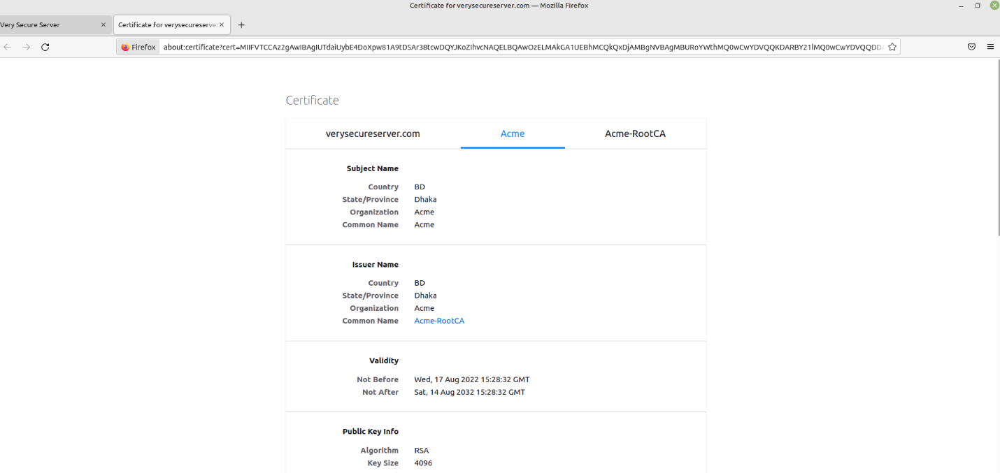 Certificate for verysecureserver.com — Mozilla Firefox
Very Secure Server
Certificate for verysecureserver
Firefox about:certificate?cert=MIIFVTCCAz2gAwIBAgIUTdaiUybE4DoXpw81A9tDSAr38tcwDQYJKoZIhvcNAQELBQAwOzELMAkGA1UEBhMCQkQxDjAMBgNVBAgMBURoYWthMQ0wCwYDVQQKDARBY21lMQ0wCwYDVQQDD
Certificate
verysecureserver.com Acme Acme-RootCA
Subject Name
Country BD
State/Province Dhaka
Organization Acme
Common Name Acme
Issuer Name
Country BD
State/Province Dhaka
Organization Acme
Common Name Acme-RootCA
Validity
Not Before Wed, 17 Aug 2022 15:28:32 GMT
Not After Sat, 14 Aug 2032 15:28:32 GMT
Public Key Info
Algorithm RSA
Key Size 4096